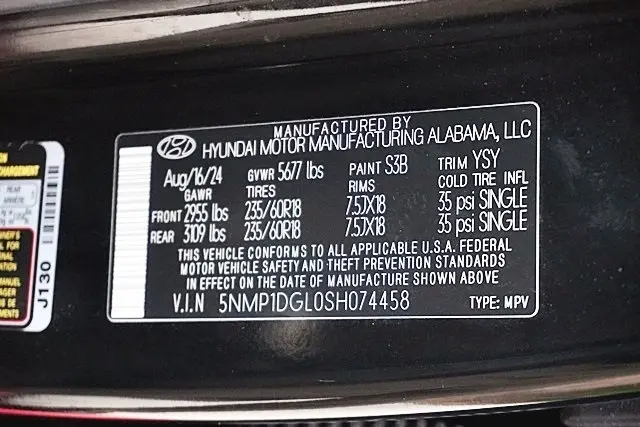 MANUFACTURED BY
HYUNDAI MOTOR MANUFACTURING ALABAMA, LLC
Aug/16/24 GVWR 5677 lbs PAINT S3B TRIM YSY
GAWR TIRES RIMS COLD TIRE INFL
FRONT 2955 lbs 235/60R18 7.5JX18 35 psi SINGLE
REAR 3109 lbs 235/60R18 7.5JX18 35 psi SINGLE
THIS VEHICLE CONFORMS TO ALL APPLICABLE U.S.A. FEDERAL
MOTOR VEHICLE SAFETY AND THEFT PREVENTION STANDARDS
IN EFFECT ON THE DATE OF MANUFACTURE SHOWN ABOVE
V.I.N 5NMP1DGL0SH074458 TYPE: MPV
REAR
J130